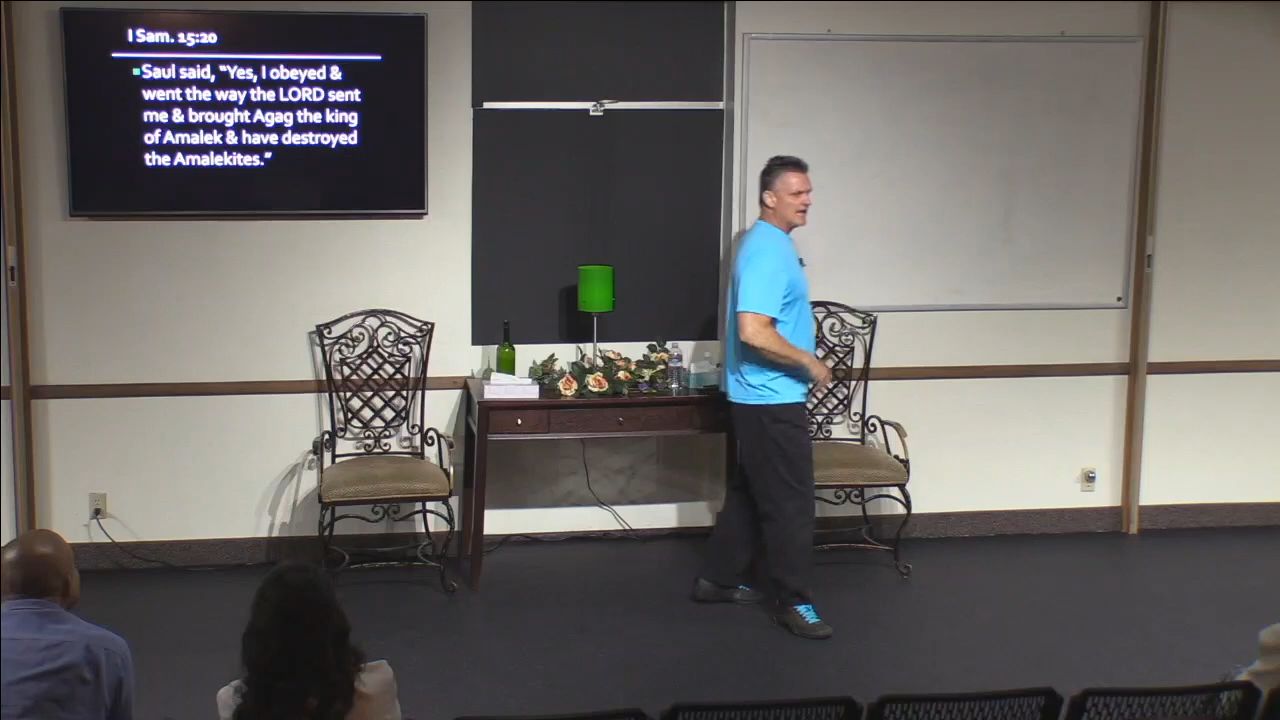 I Sam. 15:20
▪Saul said, "Yes, I obeyed &
went the way the LORD sent
me & brought Agag the king
of Amalek & have destroyed
the Amalekites."